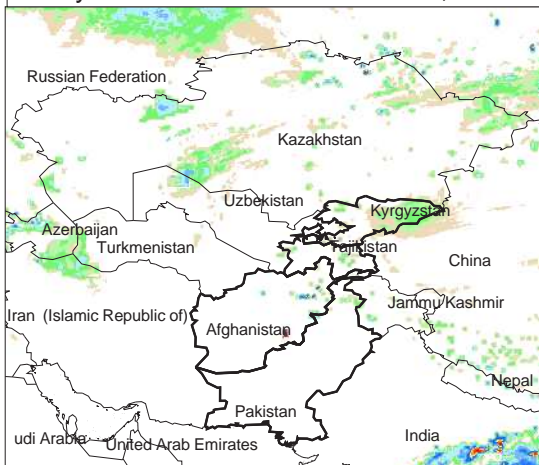 Russian Federation
Kazakhstan
Uzbekistan
Kyrgyzstan
Azerbaijan
Turkmenistan
Tajikistan
China
Iran (Islamic Republic of)
Jammu Kashmir
Afghanistan
Nepal
Pakistan
udi Arabia
United Arab Emirates
India